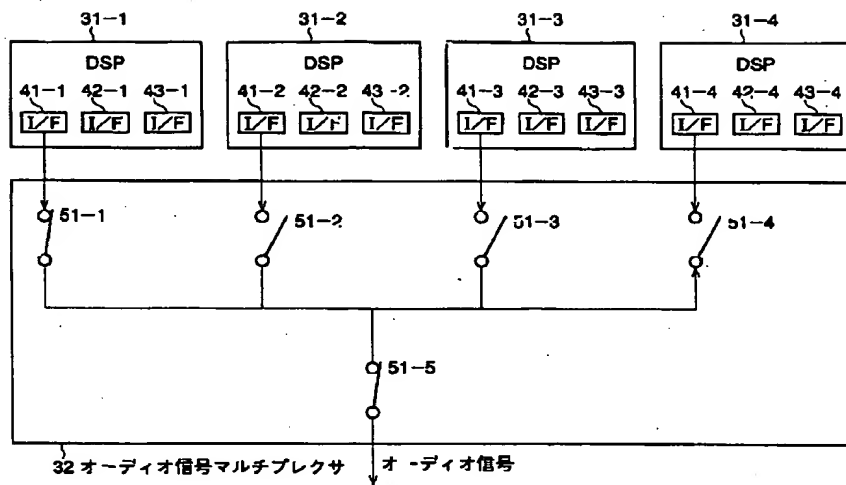 31-1 31-2 31-3 31-4
DSP DSP DSP DSP
41-1 42-1 43-1 41-2 42-2 43-2 41-3 42-3 43-3 41-4 42-4 43-4
I/F I/F I/F I/F I/F I/F I/F I/F I/F I/F I/F I/F
51-1 51-2 51-3 51-4
51-5
32 オーディオ信号マルチプレクサ オーディオ信号